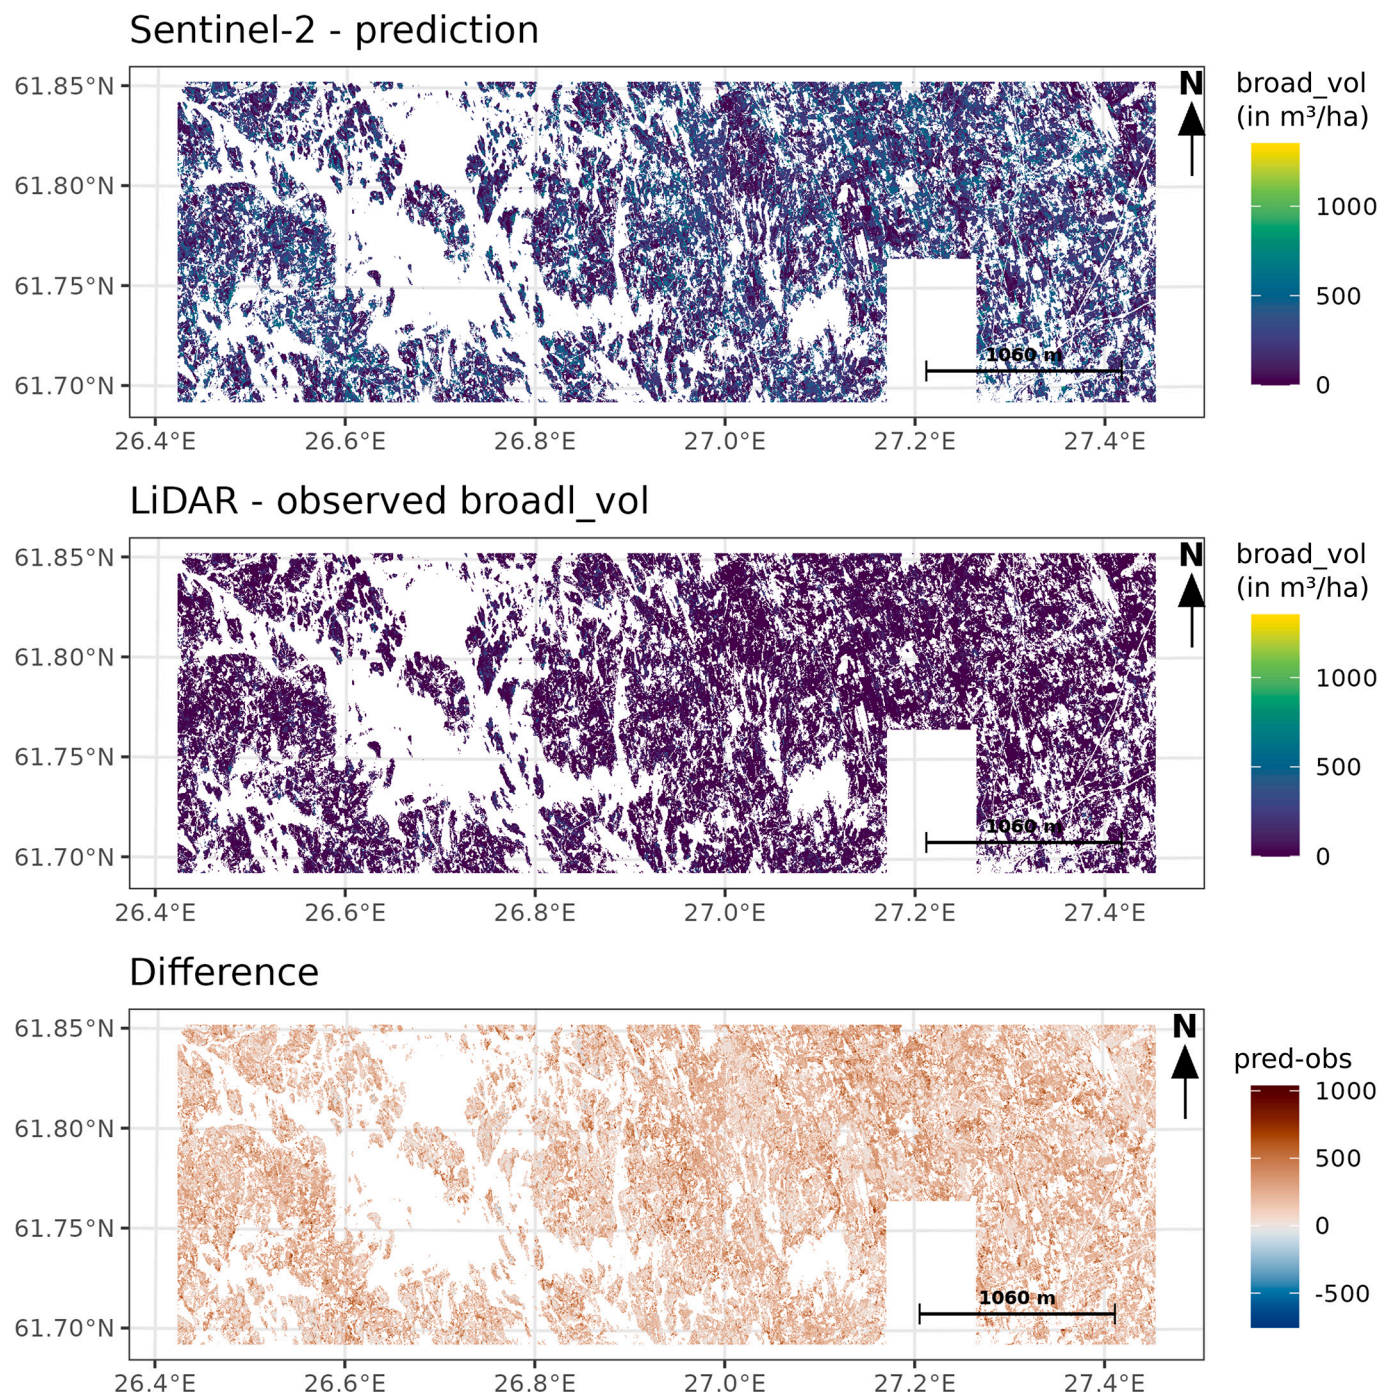 Sentinel-2 - prediction
61.85°N
61.80°N
61.75°N
61.70°N
26.4°E 26.6°E 26.8°E 27.0°E 27.2°E 27.4°E
N
1060 m
broad_vol
(in m³/ha)
1000
500
0
LiDAR - observed broadl_vol
61.85°N
61.80°N
61.75°N
61.70°N
26.4°E 26.6°E 26.8°E 27.0°E 27.2°E 27.4°E
N
1060 m
broad_vol
(in m³/ha)
1000
500
0
Difference
61.85°N
61.80°N
61.75°N
61.70°N
26.4°E 26.6°E 26.8°E 27.0°E 27.2°E 27.4°E
N
1060 m
pred-obs
1000
500
0
-500